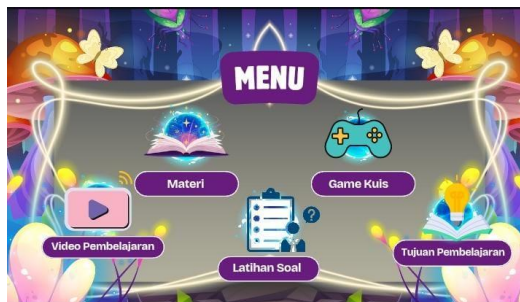 MENU
Materi
Game Kuis
Video Pembelajaran
Latihan Soal
Tujuan Pembelajaran